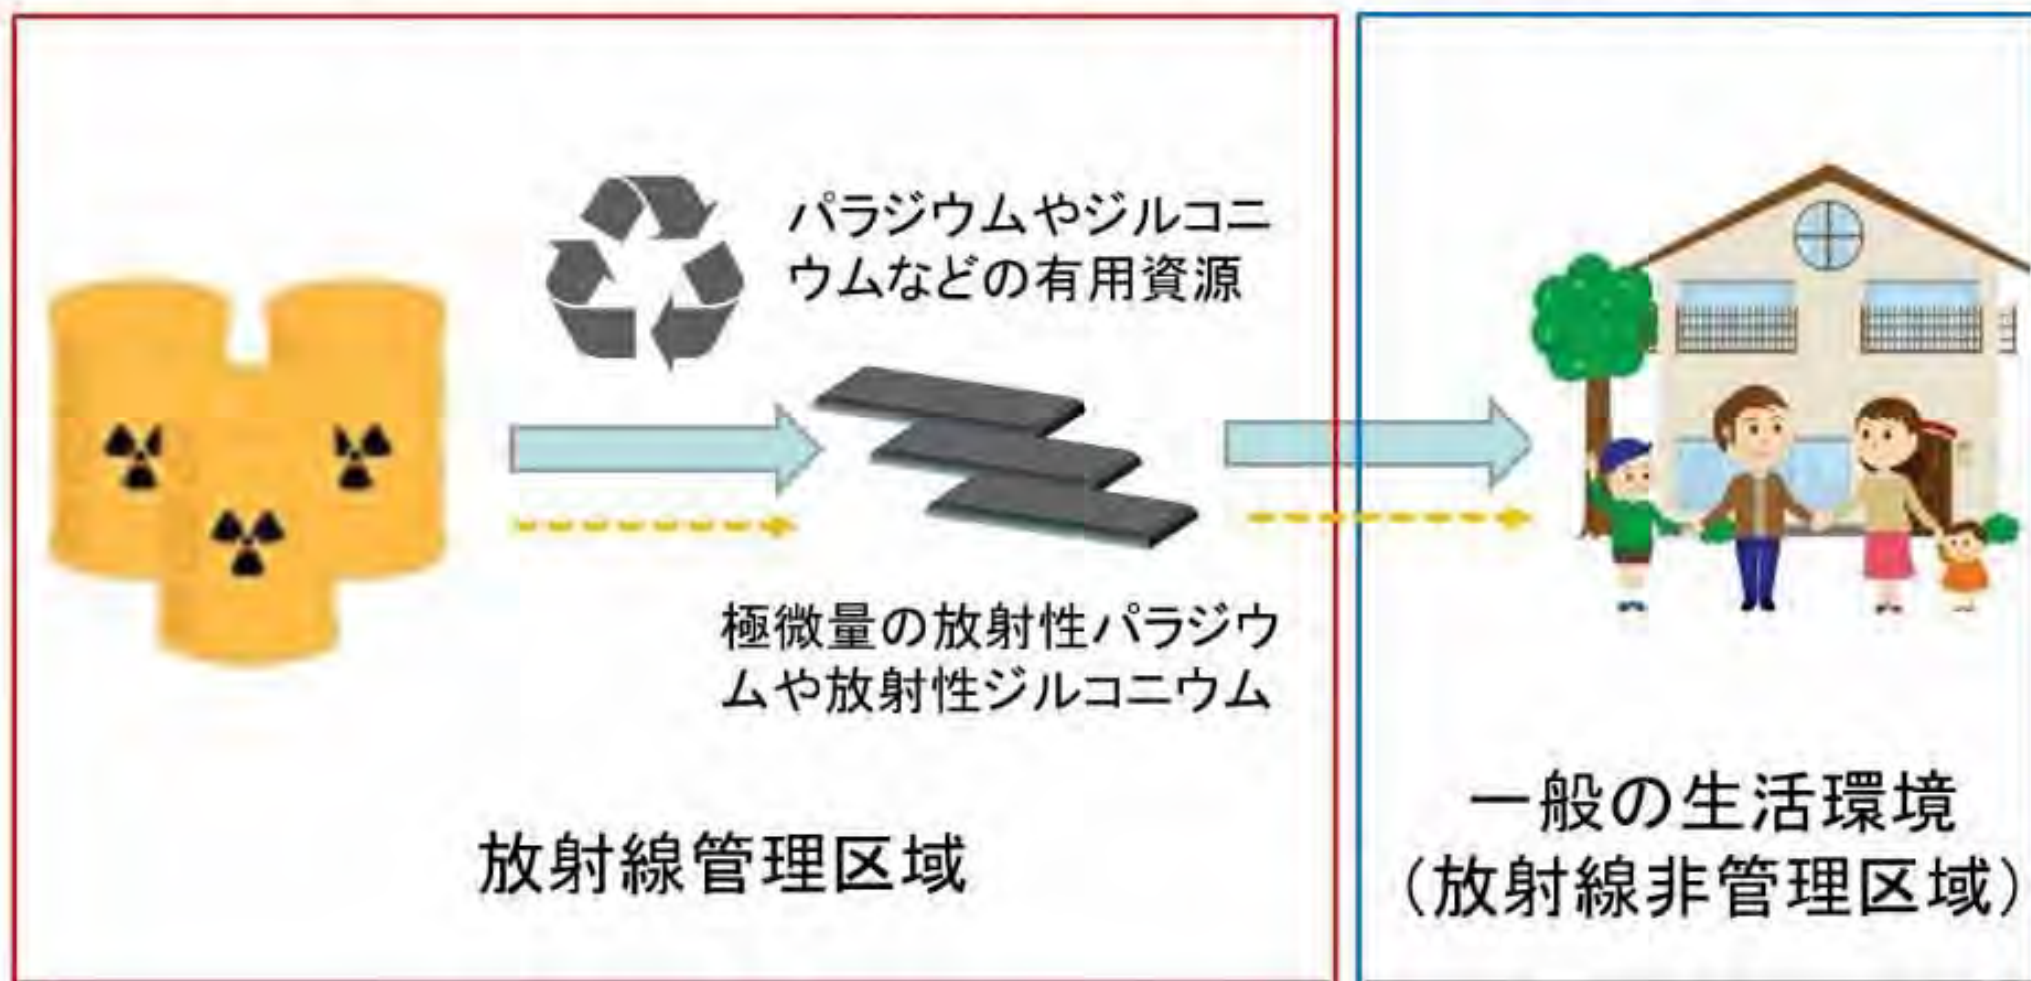 パラジウムやジルコニ
ウムなどの有用資源
極微量の放射性パラジウ
ムや放射性ジルコニウム
放射線管理区域
一般の生活環境
（放射線非管理区域）